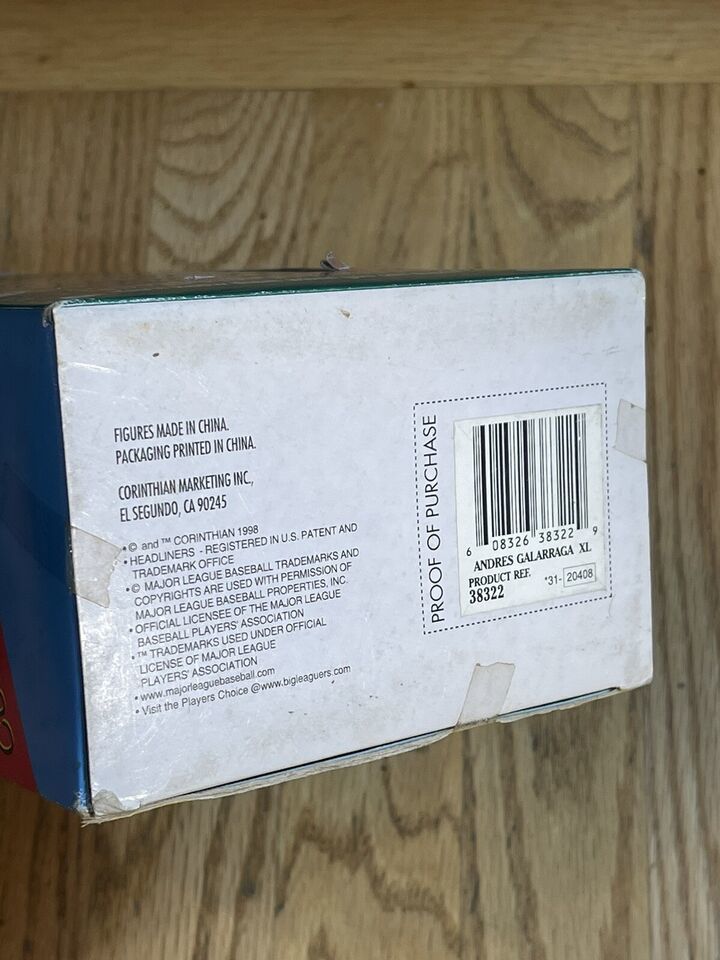 FIGURES MADE IN CHINA.
PACKAGING PRINTED IN CHINA.
CORINTHIAN MARKETING INC,
EL SEGUNDO, CA 90245
• © and ™ CORINTHIAN 1998
• HEADLINERS - REGISTERED IN U.S. PATENT AND
TRADEMARK OFFICE
• © MAJOR LEAGUE BASEBALL TRADEMARKS AND
COPYRIGHTS ARE USED WITH PERMISSION OF
MAJOR LEAGUE BASEBALL PROPERTIES, INC.
• OFFICIAL LICENSEE OF THE MAJOR LEAGUE
BASEBALL PLAYERS' ASSOCIATION
• ™ TRADEMARKS USED UNDER OFFICIAL
LICENSE OF MAJOR LEAGUE
PLAYERS' ASSOCIATION
• www.majorleaguebaseball.com
• Visit the Players Choice @www.bigleaguers.com
PROOF OF PURCHASE
6 08326 38322 9
ANDRES GALARRAGA XL
PRODUCT REF. *31- 20408
38322